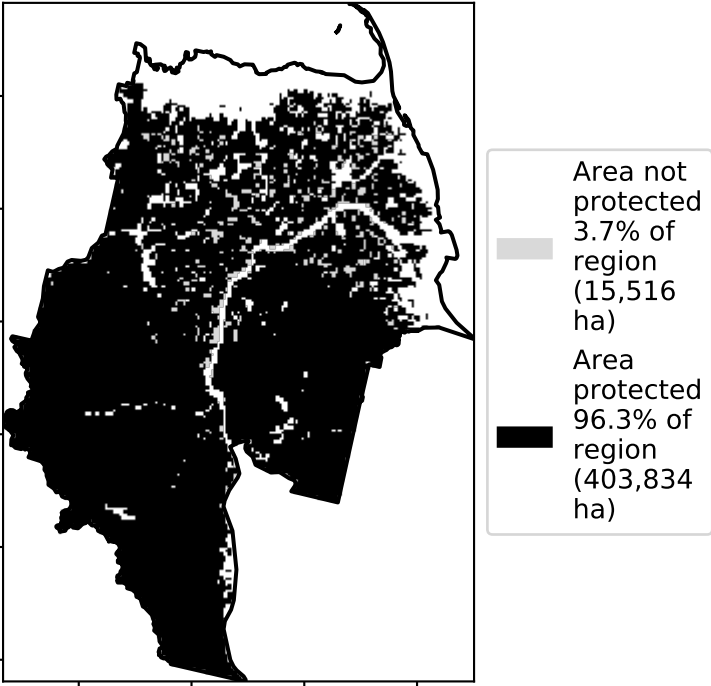 Area not
protected
3.7% of
region
(15,516
ha)
Area
protected
96.3% of
region
(403,834
ha)